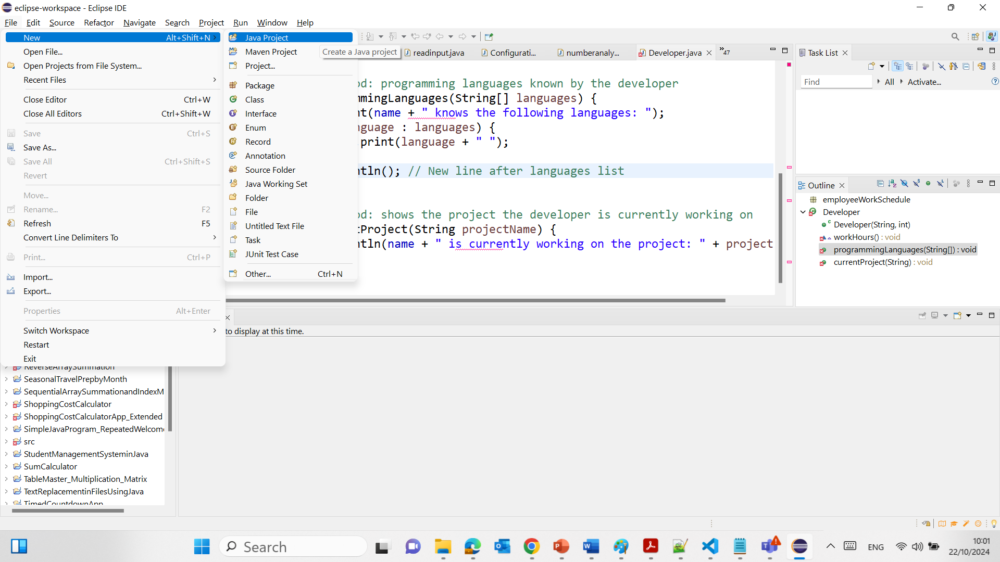 eclipse-workspace - Eclipse IDE
File Edit Source Refactor Navigate Search Project Run Window Help
New Alt+Shift+N
Open File...
Open Projects from File System...
Recent Files
Close Editor Ctrl+W
Close All Editors Ctrl+Shift+W
Save Ctrl+S
Save As...
Save All Ctrl+Shift+S
Revert
Move...
Rename... F2
Refresh F5
Convert Line Delimiters To
Print... Ctrl+P
Import...
Export...
Properties Alt+Enter
Switch Workspace
Restart
Exit
Java Project
Maven Project
Project...
Package
Class
Interface
Enum
Record
Annotation
Source Folder
Java Working Set
Folder
File
Untitled Text File
Task
JUnit Test Case
Other... Ctrl+N
Create a Java project
readinput.java Configurati... numberanaly... Developer.java »47
od: programming languages known by the developer
mmingLanguages(String[] languages) {
nt(name + " knows the following languages: ");
nguage : languages) {
.print(language + " ");
ntln(); // New line after languages list
od: shows the project the developer is currently working on
tProject(String projectName) {
ntln(name + " is currently working on the project: " + project
Task List
Find All Activate...
Outline
employeeWorkSchedule
Developer
Developer(String, int)
workHours() : void
programmingLanguages(String[]) : void
currentProject(String) : void
to display at this time.
ReverseArraySummation
SeasonalTravelPrepbyMonth
SequentialArraySummationandIndexM
ShoppingCostCalculator
ShoppingCostCalculatorApp_Extended
SimpleJavaProgram_RepeatedWelcome
src
StudentManagementSysteminJava
SumCalculator
TableMaster_Multiplication_Matrix
TextReplacementinFilesUsingJava
TimedCountdownApp
Search
ENG
10:01
22/10/2024